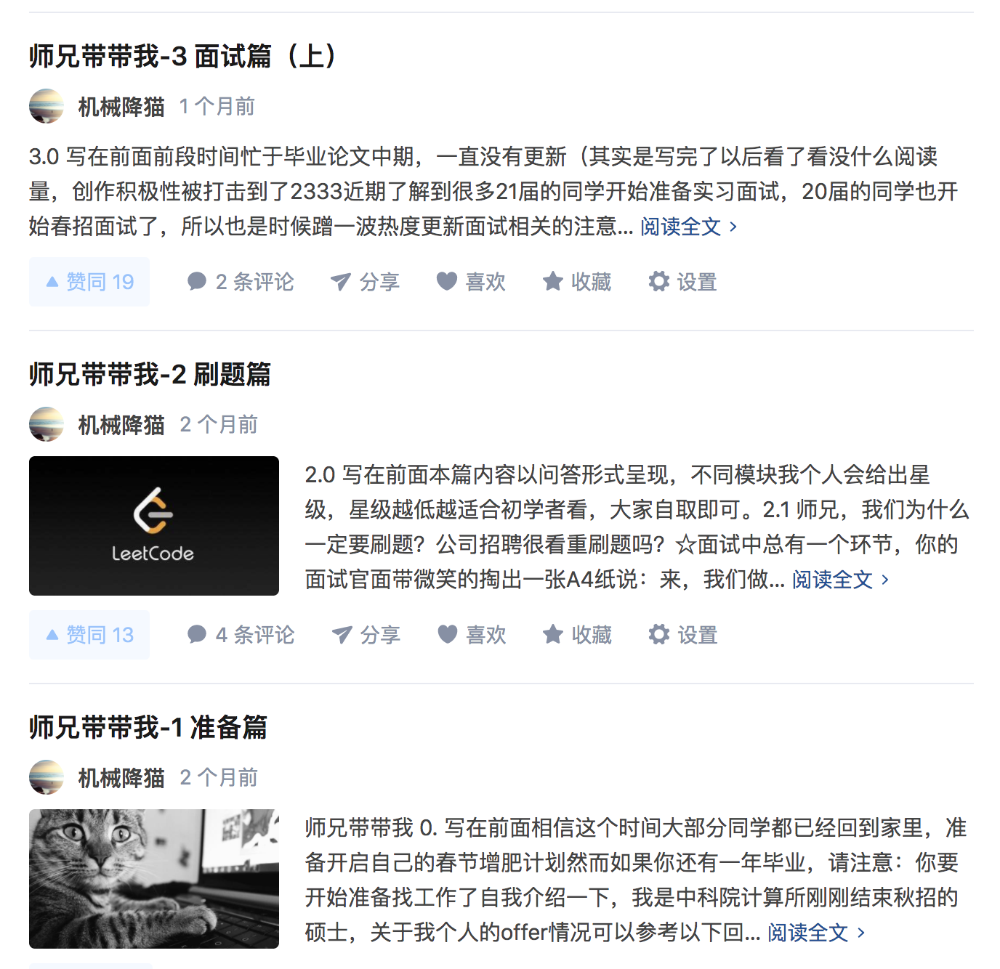 师兄带带我-3 面试篇（上）
机械降猫 1 个月前
3.0 写在前面前段时间忙于毕业论文中期，一直没有更新（其实是写完了以后看了看没什么阅读
量，创作积极性被打击到了2333近期了解到很多21届的同学开始准备实习面试，20届的同学也开
始春招面试了，所以也是时候蹭一波热度更新面试相关的注意... 阅读全文 ›
赞同 19 2 条评论 分享 喜欢 收藏 设置
师兄带带我-2 刷题篇
机械降猫 2 个月前
LeetCode
2.0 写在前面本篇内容以问答形式呈现，不同模块我个人会给出星
级，星级越低越适合初学者看，大家自取即可。2.1 师兄，我们为什么
一定要刷题？公司招聘很看重刷题吗？☆面试中总有一个环节，你的
面试官面带微笑的掏出一张A4纸说：来，我们做... 阅读全文 ›
赞同 13 4 条评论 分享 喜欢 收藏 设置
师兄带带我-1 准备篇
机械降猫 2 个月前
师兄带带我 0. 写在前面相信这个时间大部分同学都已经回到家里，准
备开启自己的春节增肥计划然而如果你还有一年毕业，请注意：你要
开始准备找工作了自我介绍一下，我是中科院计算所刚刚结束秋招的
硕士，关于我个人的offer情况可以参考以下回... 阅读全文 ›